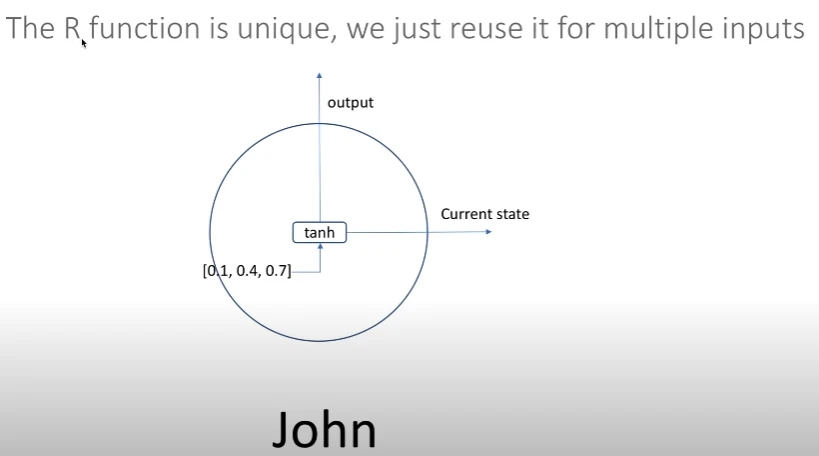 The R function is unique, we just reuse it for multiple inputs
output
Current state
tanh
[0.1, 0.4, 0.7]
John